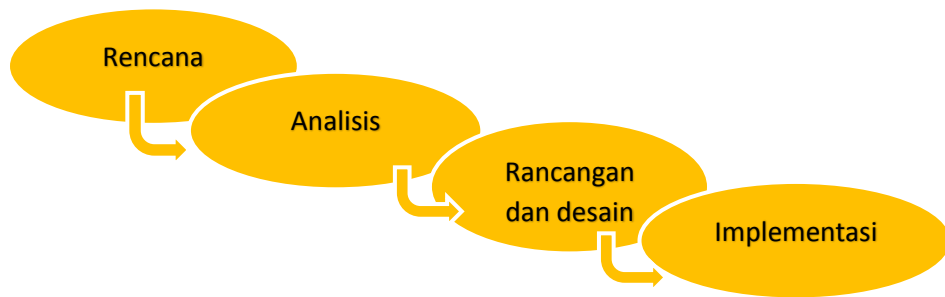 Rencana
Analisis
Rancangan
dan desain
Implementasi